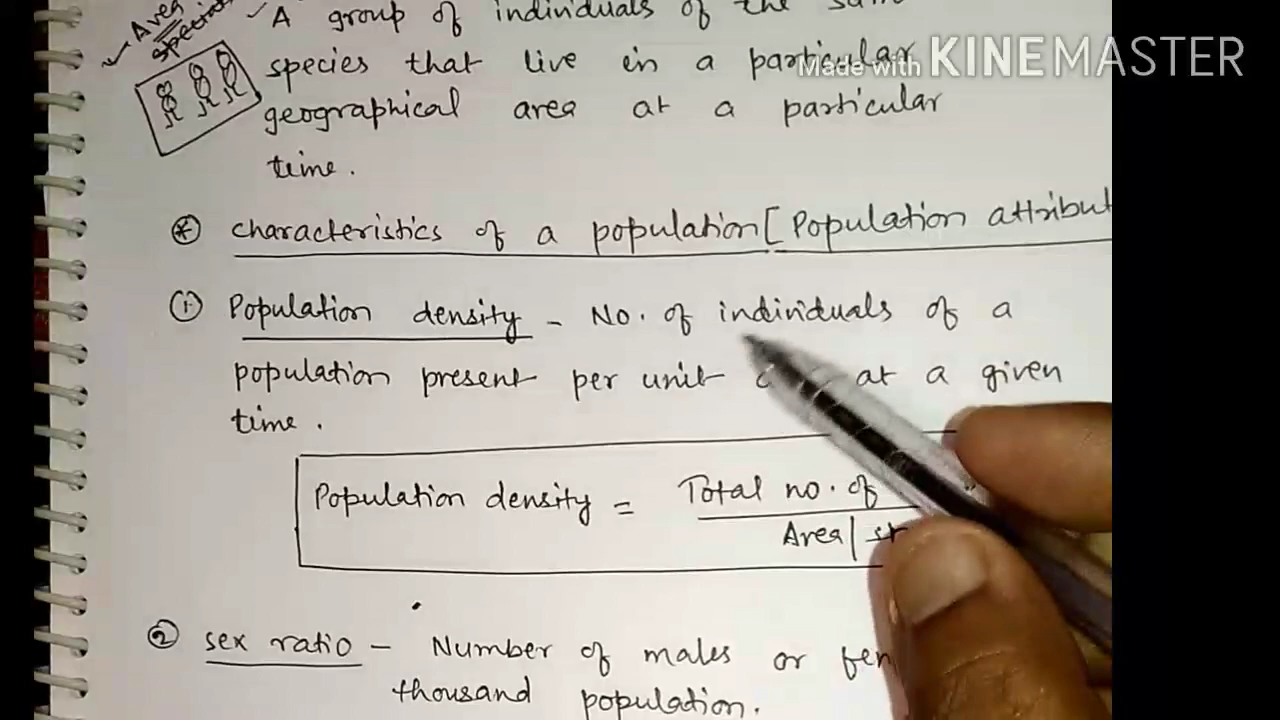 Area
A group of individuals of the
species that live in a particular
geographical area at a particular
time.
characteristics of a population [Population attribut
① Population density - No. of individuals of a
population present per unit at a given
time.
Population density = Total no. of
Area/
② sex ratio - Number of males or fem
thousand population.
Made with KINEMASTER